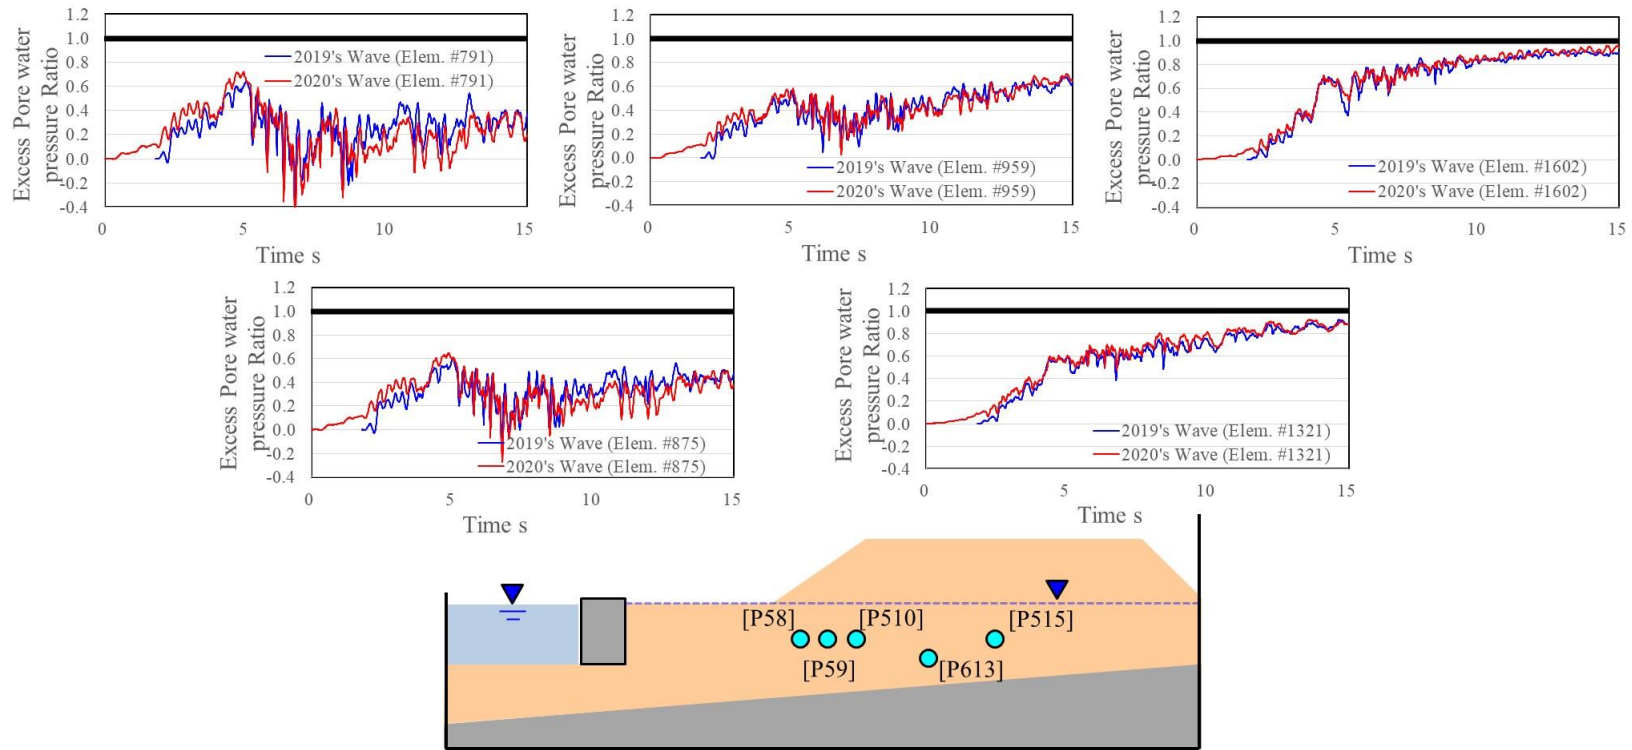 Excess Pore water
pressure Ratio
1.2
1.0
0.8
0.6
0.4
0.2
0.0
-0.2
-0.4
2019's Wave (Elem. #791)
2020's Wave (Elem. #791)
0
5
10
15
Time s
Excess Pore water
pressure Ratio
1.2
1.0
0.8
0.6
0.4
0.2
0.0
-0.2
-0.4
2019's Wave (Elem. #959)
2020's Wave (Elem. #959)
0
5
10
15
Time s
Excess Pore water
pressure Ratio
1.2
1.0
0.8
0.6
0.4
0.2
0.0
-0.2
-0.4
2019's Wave (Elem. #1602)
2020's Wave (Elem. #1602)
0
5
10
15
Time s
Excess Pore water
pressure Ratio
1.2
1.0
0.8
0.6
0.4
0.2
0.0
-0.2
-0.4
2019's Wave (Elem. #875)
2020's Wave (Elem. #875)
0
5
10
15
Time s
Excess Pore water
pressure Ratio
1.2
1.0
0.8
0.6
0.4
0.2
0.0
-0.2
-0.4
2019's Wave (Elem. #1321)
2020's Wave (Elem. #1321)
0
5
10
15
Time s
[P58]
[P510]
[P515]
[P59]
[P613]